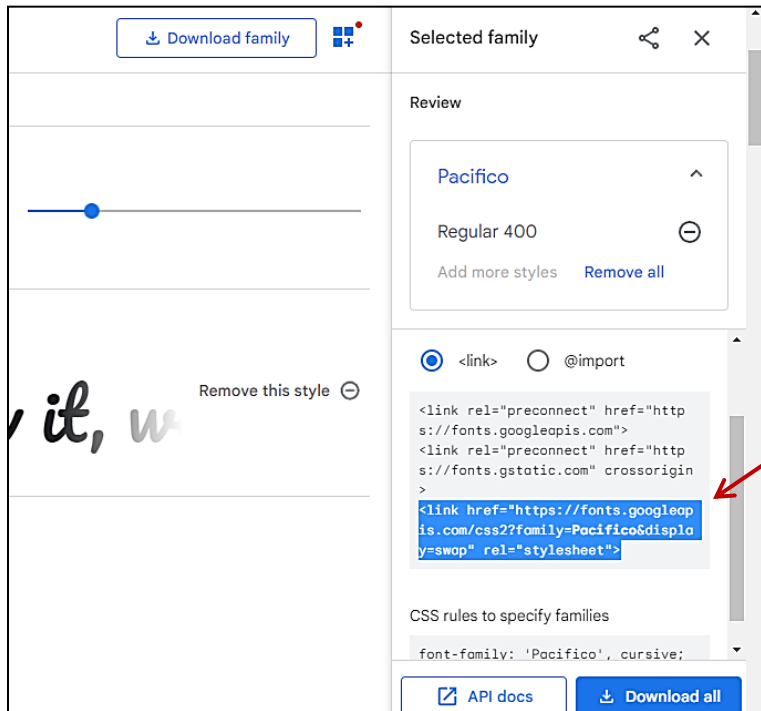 Download family
Selected family
Review
Pacifico
Regular 400
Add more styles Remove all
<link> @import
Remove this style
it, w
<link rel="preconnect" href="http
s://fonts.googleapis.com">
<link rel="preconnect" href="http
s://fonts.gstatic.com" crossorigin
>
<link href="https://fonts.googleap
is.com/css2?family=Pacifico&displa
y=swap" rel="stylesheet">
CSS rules to specify families
font-family: 'Pacifico', cursive;
API docs
Download all